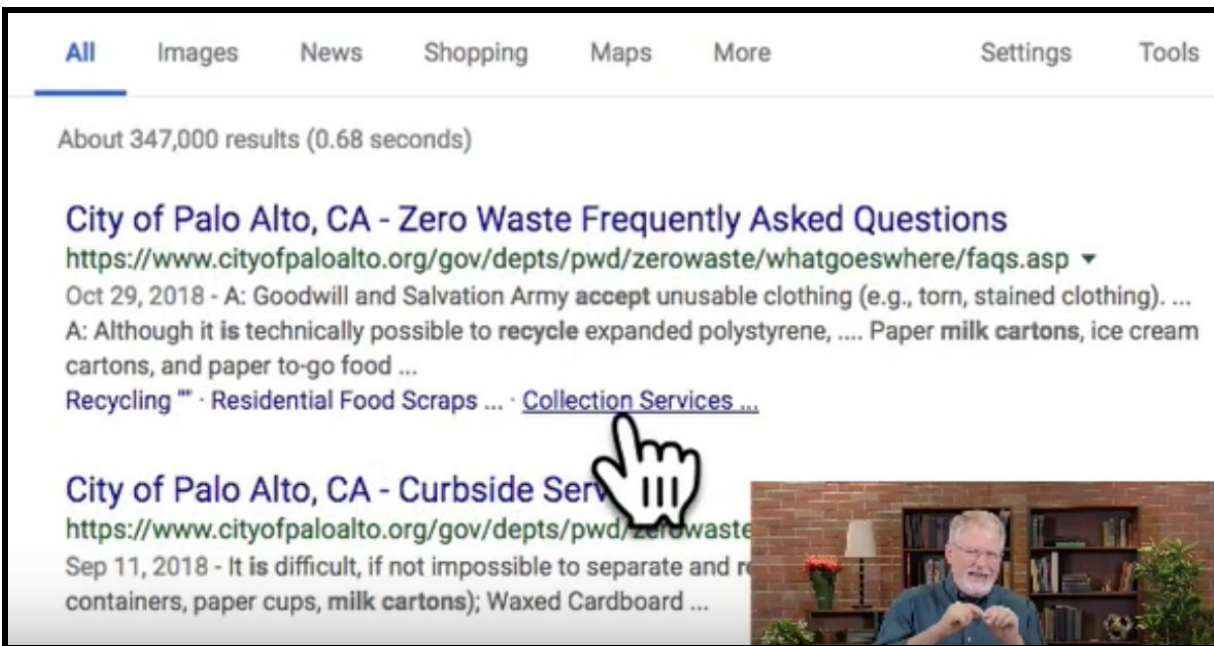 All Images News Shopping Maps More Settings Tools
About 347,000 results (0.68 seconds)
City of Palo Alto, CA - Zero Waste Frequently Asked Questions
https://www.cityofpaloalto.org/gov/depts/pwd/zerowaste/whatgoeswhere/faqs.asp
Oct 29, 2018 - A: Goodwill and Salvation Army accept unusable clothing (e.g., torn, stained clothing). ...
A: Although it is technically possible to recycle expanded polystyrene, .... Paper milk cartons, ice cream
cartons, and paper to-go food ...
Recycling "" · Residential Food Scraps ... · Collection Services ...
City of Palo Alto, CA - Curbside Serv
https://www.cityofpaloalto.org/gov/depts/pwd/zerowaste
Sep 11, 2018 - It is difficult, if not impossible to separate and
containers, paper cups, milk cartons); Waxed Cardboard ...